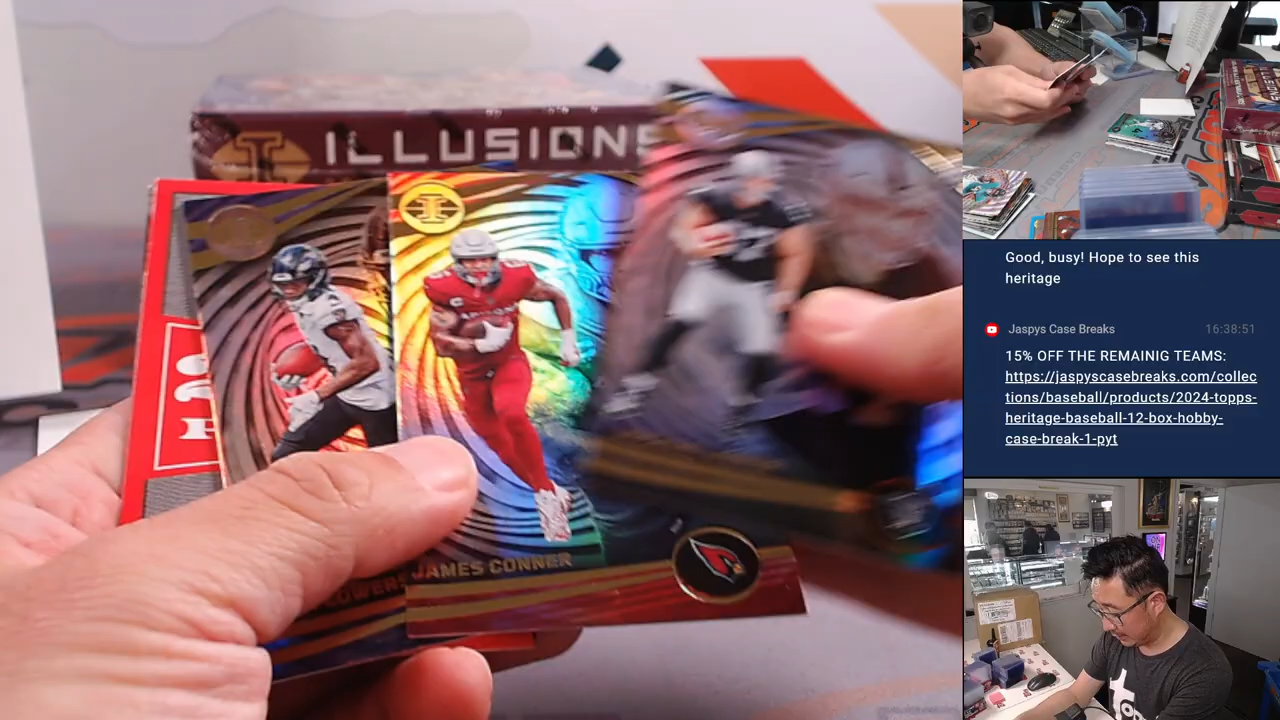 ILLUSIONS
FLOWERS
JAMES CONNER
Good, busy! Hope to see this
heritage
Jaspys Case Breaks 16:38:51
15% OFF THE REMAINIG TEAMS:
https://jaspyscasebreaks.com/collec
tions/baseball/products/2024-topps-
heritage-baseball-12-box-hobby-
case-break-1-pyt